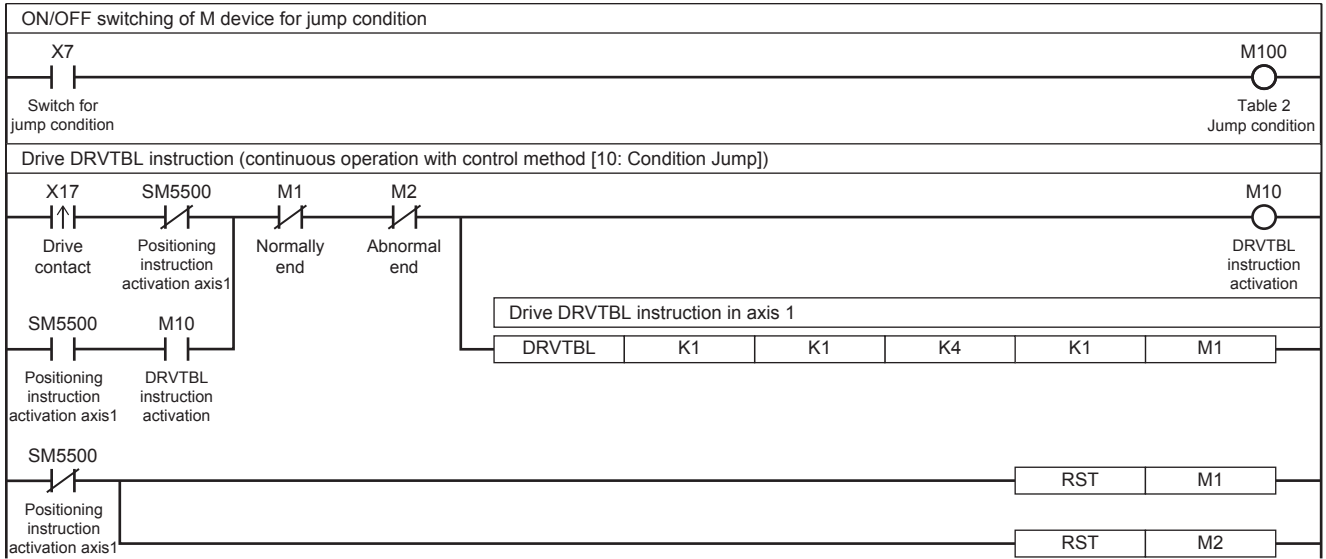 ON/OFF switching of M device for jump condition
X7
M100
Switch for
jump condition
Table 2
Jump condition
Drive DRVTBL instruction (continuous operation with control method [10: Condition Jump])
X17 SM5500 M1 M2
M10
Drive
contact
Positioning
instruction
activation axis1
Normally
end
Abnormal
end
DRVTBL
instruction
activation
Drive DRVTBL instruction in axis 1
SM5500 M10
DRVTBL K1 K1 K4 K1 M1
Positioning
instruction
activation axis1
DRVTBL
instruction
activation
SM5500
RST M1
Positioning
instruction
activation axis1
RST M2